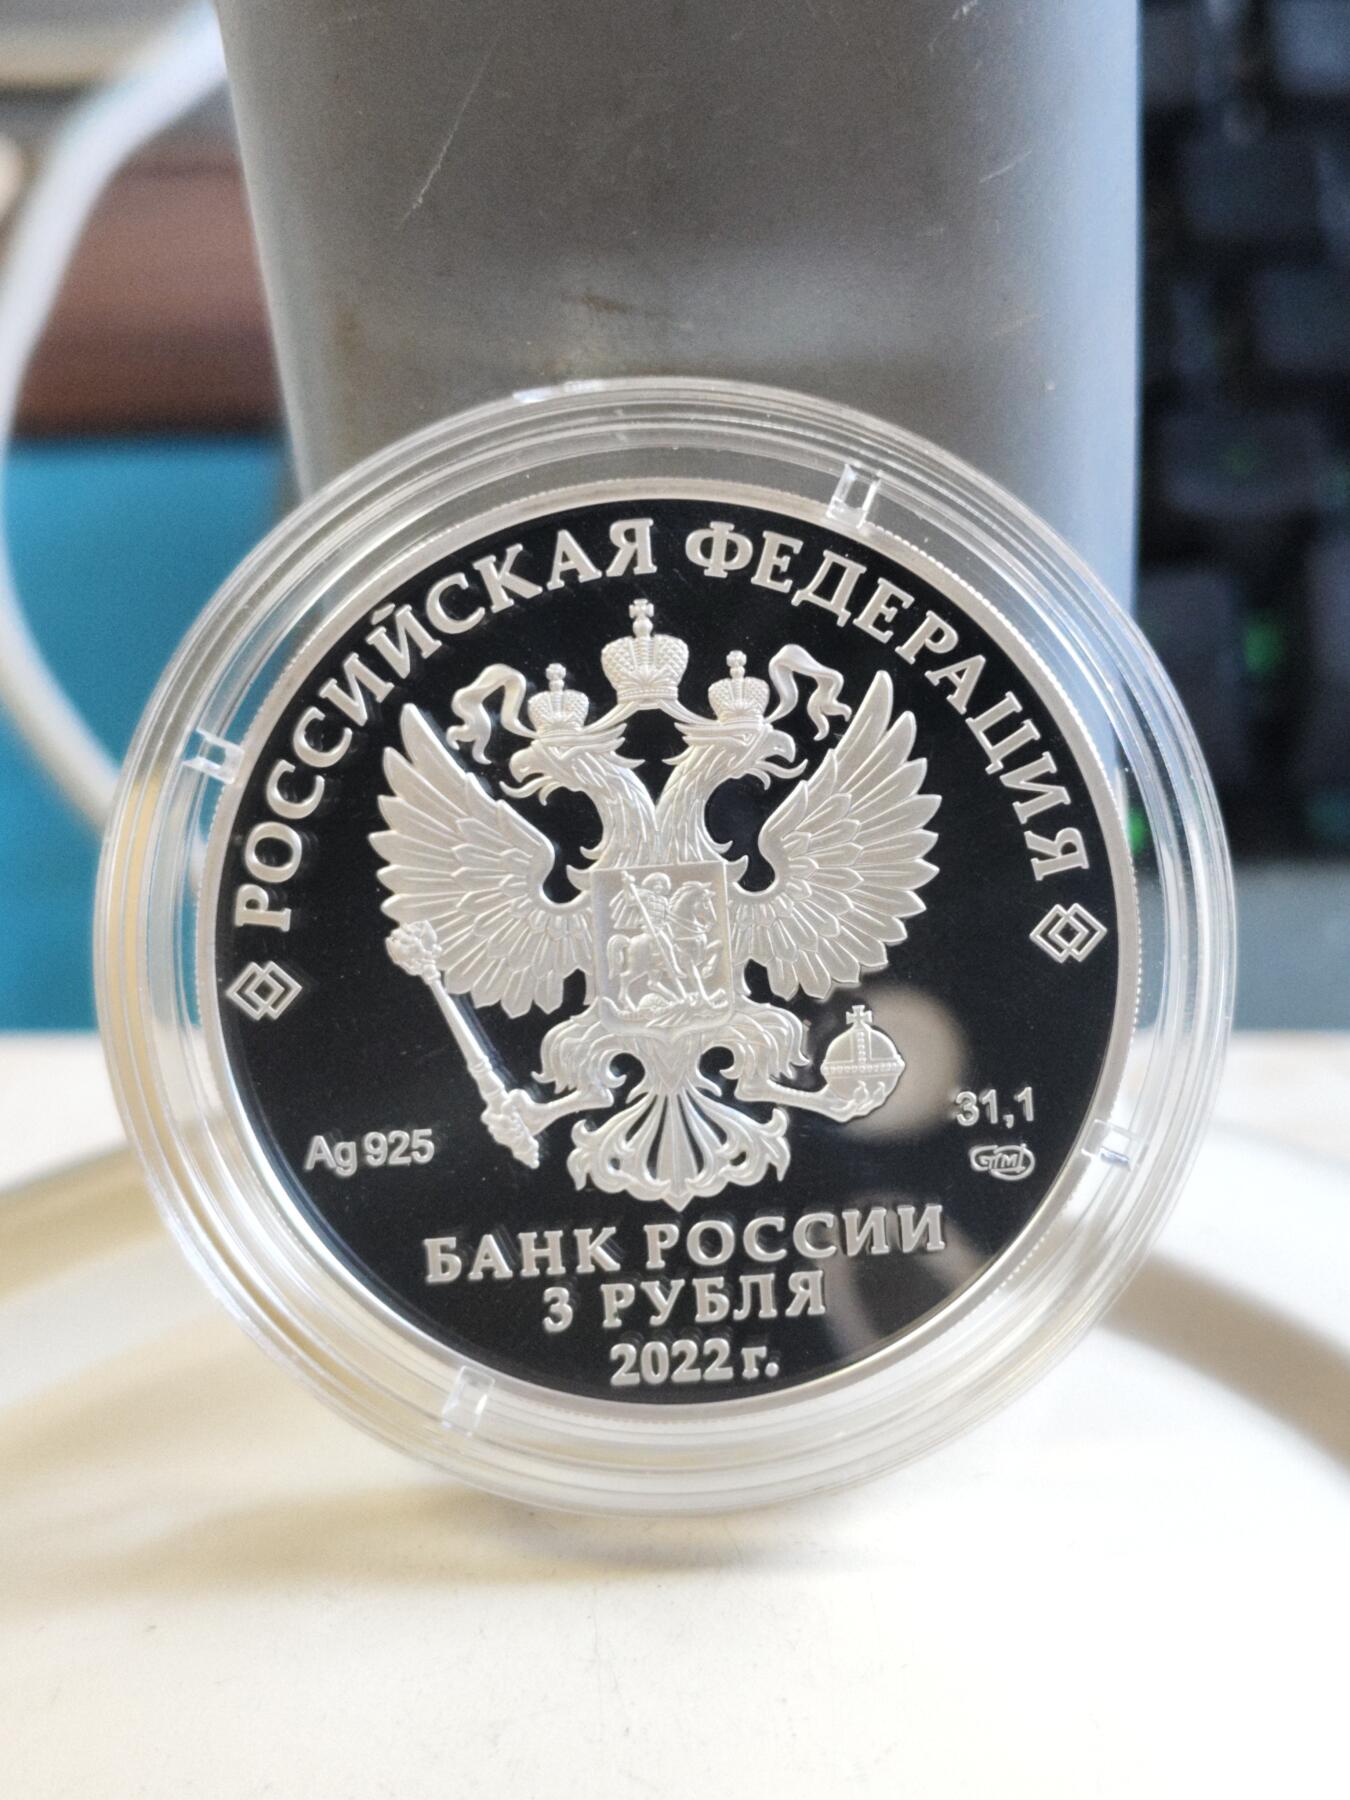 РОССИЙСКАЯ ФЕДЕРАЦИЯ
Ag 925
31,1
БАНК РОССИИ
3 РУБЛЯ
2022 г.